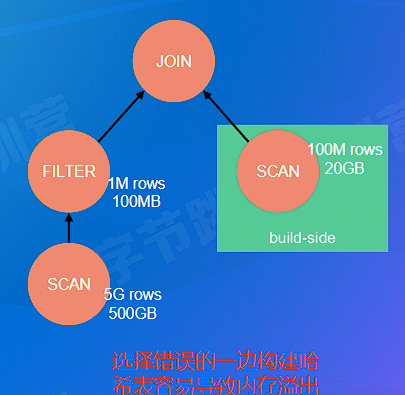 JOIN
FILTER
1M rows
100MB
SCAN
100M rows
20GB
build-side
SCAN
5G rows
500GB
选择错误的一边构建哈
希表容易导致内存溢出